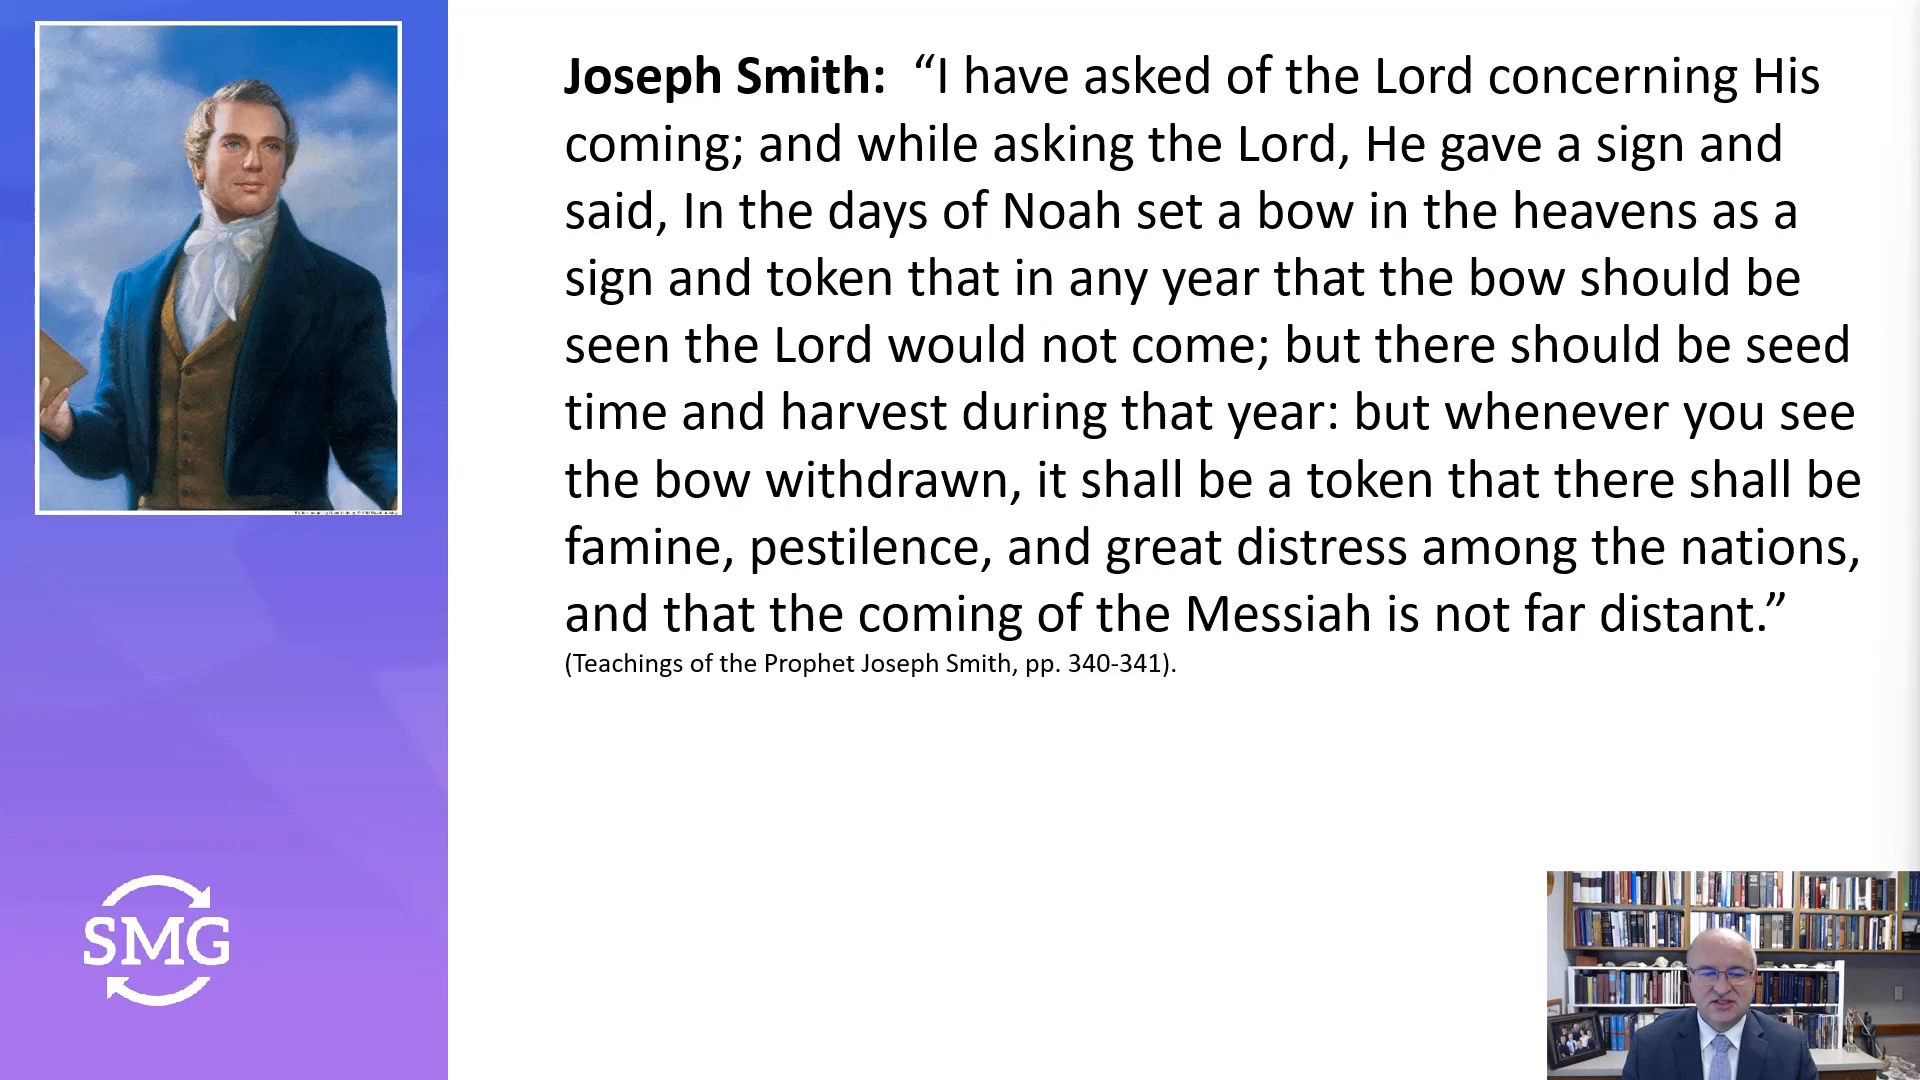 Joseph Smith: “I have asked of the Lord concerning His
coming; and while asking the Lord, He gave a sign and
said, In the days of Noah set a bow in the heavens as a
sign and token that in any year that the bow should be
seen the Lord would not come; but there should be seed
time and harvest during that year: but whenever you see
the bow withdrawn, it shall be a token that there shall be
famine, pestilence, and great distress among the nations,
and that the coming of the Messiah is not far distant.”
(Teachings of the Prophet Joseph Smith, pp. 340-341).
SMG